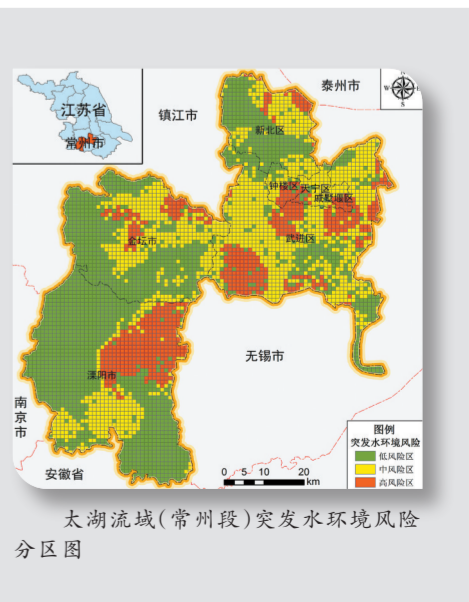 江苏省
常州市
镇江市
泰州市
W
E
S
新北区
钟楼区
天宁区
戚墅堰区
武进区
金坛市
溧阳市
无锡市
南京市
安徽省
0 5 10 20
km
图例
突发水环境风险
低风险区
中风险区
高风险区
太湖流域(常州段)突发水环境风险
分区图